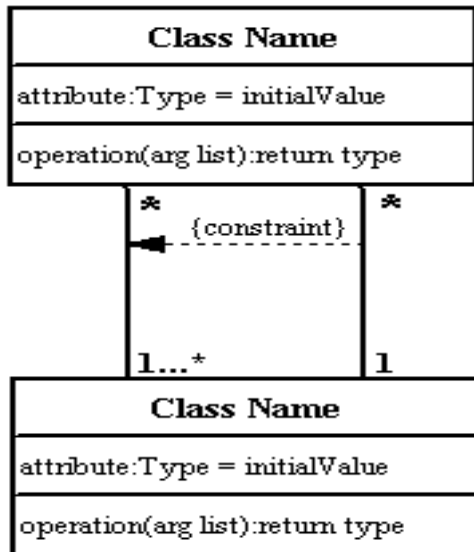 Class Name
attribute:Type = initialValue
operation(arg list):return type
* *
{constraint}
1...* 1
Class Name
attribute:Type = initialValue
operation(arg list):return type